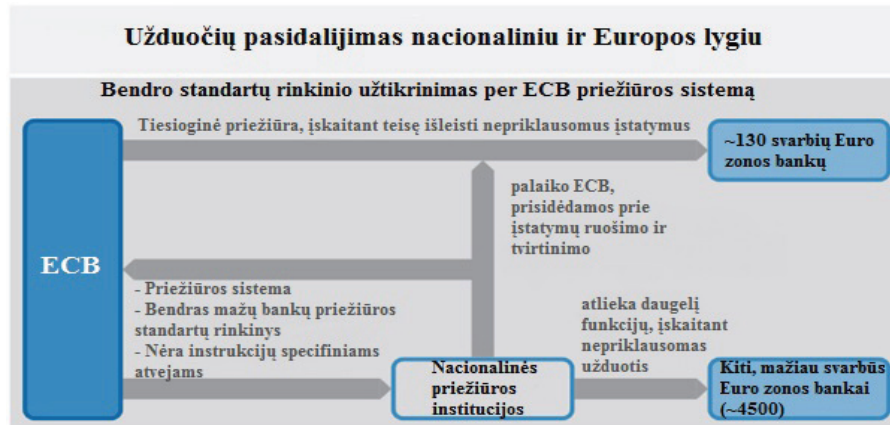 Užduočių pasidalijimas nacionaliniu ir Europos lygiu
Bendro standartų rinkinio užtikrinimas per ECB priežiūros sistemą
Tiesioginė priežiūra, įskaitant teisę išleisti nepriklausomus įstatymus
~130 svarbių Euro
zonos bankų
palaiko ECB,
prisidėdamos prie
įstatymų ruošimo ir
tvirtinimo
ECB
- Priežiūros sistema
- Bendras mažų bankų priežiūros
standartų rinkinys
- Nėra instrukcijų specifiniams
atvejams
atlieka daugelį
funkcijų, įskaitant
nepriklausomas
užduotis
Nacionalinės
priežiūros
institucijos
Kiti, mažiau svarbūs
Euro zonos bankai
(~4500)